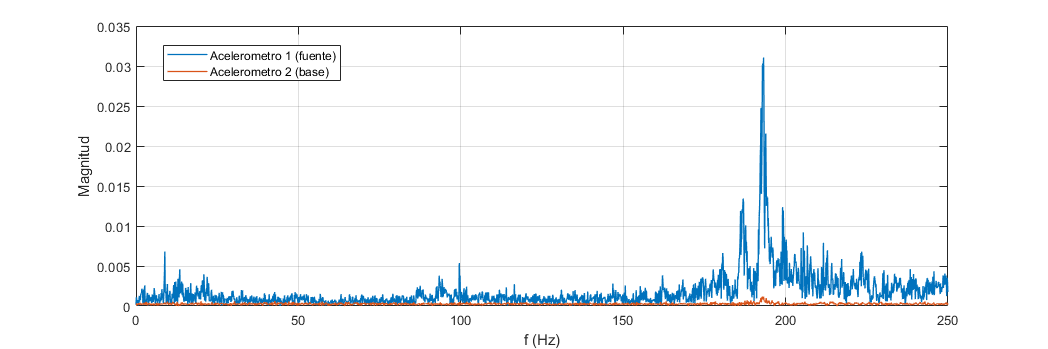 0.035
0.03
0.025
0.02
0.015
0.01
0.005
0
Magnitud
Acelerometro 1 (fuente)
Acelerometro 2 (base)
0 50 100 150 200 250
f (Hz)